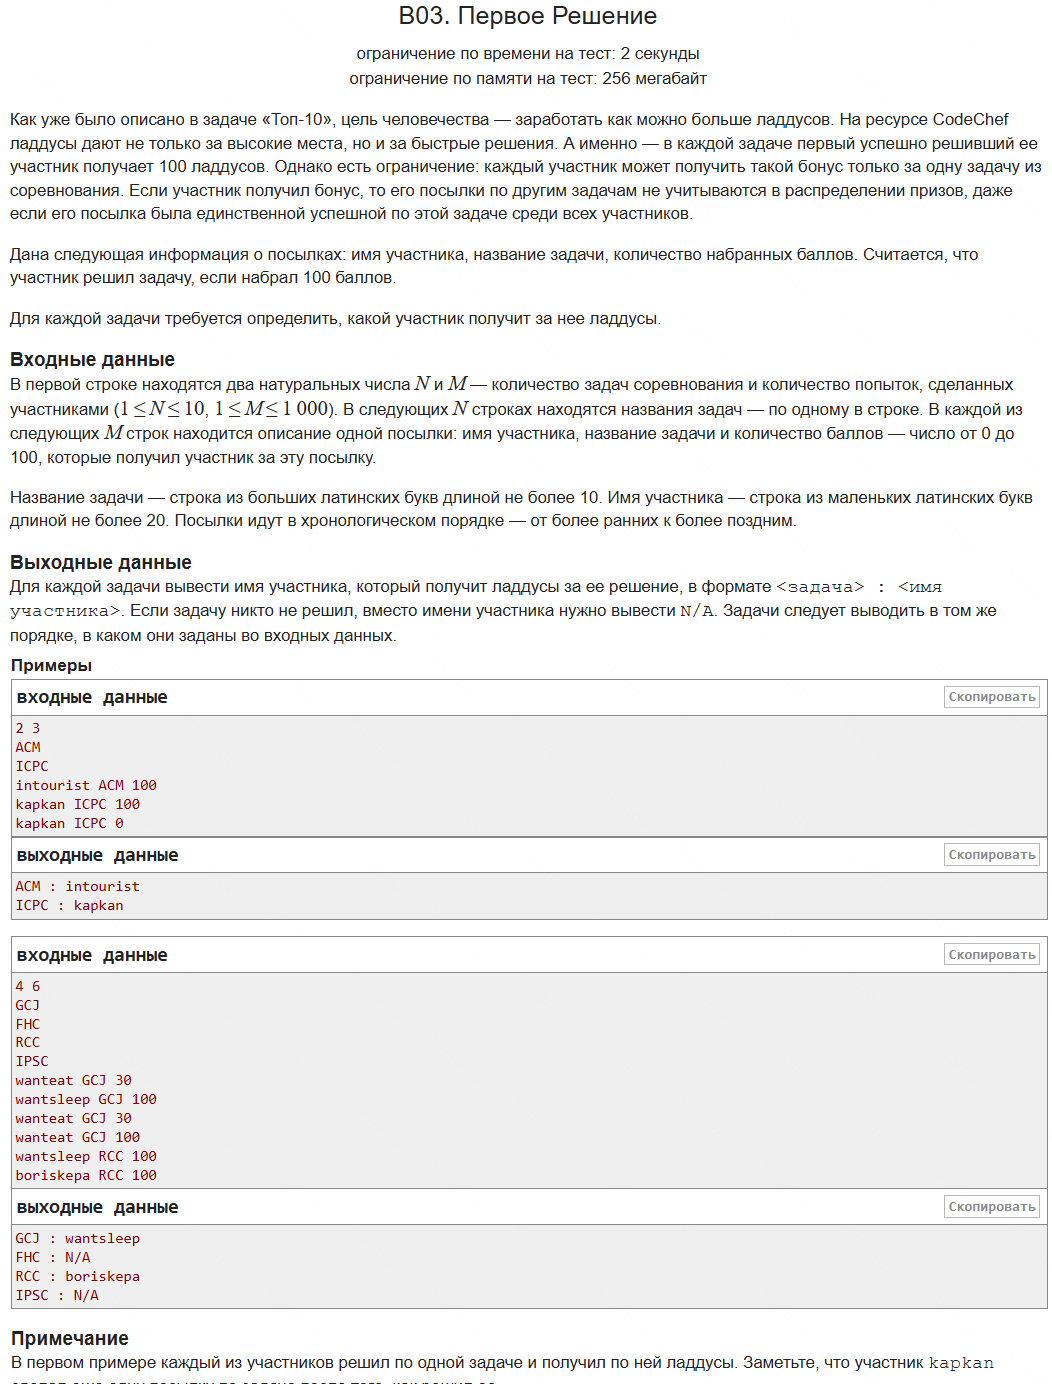 B03. Первое Решение
ограничение по времени на тест: 2 секунды
ограничение по памяти на тест: 256 мегабайт
Как уже было описано в задаче «Топ-10», цель человечества — заработать как можно больше ладдусов. На ресурсе CodeChef
ладдусы дают не только за высокие места, но и за быстрые решения. А именно — в каждой задаче первый успешно решивший ее
участник получает 100 ладдусов. Однако есть ограничение: каждый участник может получить такой бонус только за одну задачу из
соревнования. Если участник получил бонус, то его посылки по другим задачам не учитываются в распределении призов, даже
если его посылка была единственной успешной по этой задаче среди всех участников.
Дана следующая информация о посылках: имя участника, название задачи, количество набранных баллов. Считается, что
участник решил задачу, если набрал 100 баллов.
Для каждой задачи требуется определить, какой участник получит за нее ладдусы.
Входные данные
В первой строке находятся два натуральных числа N и M — количество задач соревнования и количество попыток, сделанных
участниками (1 ≤ N ≤ 10, 1 ≤ M ≤ 1 000). В следующих N строках находятся названия задач — по одному в строке. В каждой из
следующих M строк находится описание одной посылки: имя участника, название задачи и количество баллов — число от 0 до
100, которые получил участник за эту посылку.
Название задачи — строка из больших латинских букв длиной не более 10. Имя участника — строка из маленьких латинских букв
длиной не более 20. Посылки идут в хронологическом порядке — от более ранних к более поздним.
Выходные данные
Для каждой задачи вывести имя участника, который получит ладдусы за ее решение, в формате <задача> : <имя
участника>. Если задачу никто не решил, вместо имени участника нужно вывести N/A. Задачи следует выводить в том же
порядке, в каком они заданы во входных данных.
Примеры
входные данные
Скопировать
2 3
ACM
ICPC
intourist ACM 100
kapkan ICPC 100
kapkan ICPC 0
выходные данные
Скопировать
ACM : intourist
ICPC : kapkan
входные данные
Скопировать
4 6
GCJ
FHC
RCC
IPSC
wanteat GCJ 30
wantsleep GCJ 100
wanteat GCJ 30
wanteat GCJ 100
wantsleep RCC 100
boriskepa RCC 100
выходные данные
Скопировать
GCJ : wantsleep
FHC : N/A
RCC : boriskepa
IPSC : N/A
Примечание
В первом примере каждый из участников решил по одной задаче и получил по ней ладдусы. Заметьте, что участник kapkan